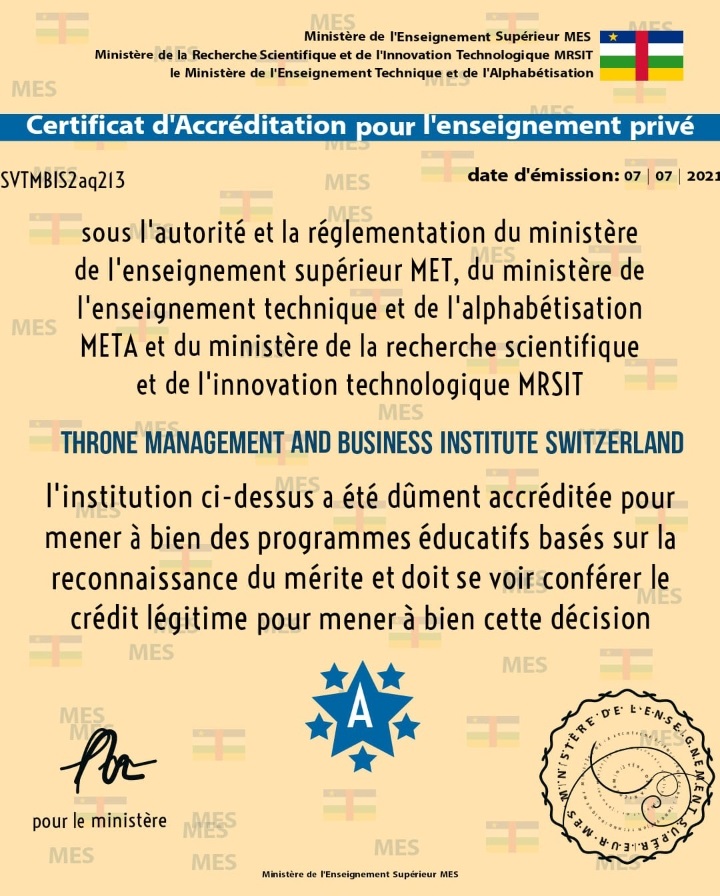 Ministère de l'Enseignement Supérieur MES
Ministère de la Recherche Scientifique et de l'Innovation Technologique MRSIT
le Ministère de l'Enseignement Technique et de l'Alphabétisation
Certificat d'Accréditation pour l'enseignement privé
SVTMBIS2aq213
date d'émission: 07 | 07 | 2021
sous l'autorité et la réglementation du ministère
de l'enseignement supérieur MET, du ministère de
l'enseignement technique et de l'alphabétisation
META et du ministère de la recherche scientifique
et de l'innovation technologique MRSIT
THRONE MANAGEMENT AND BUSINESS INSTITUTE SWITZERLAND
l'institution ci-dessus a été dûment accréditée pour
mener à bien des programmes éducatifs basés sur la
reconnaissance du mérite et doit se voir conférer le
crédit légitime pour mener à bien cette décision
A
pour le ministère
MINISTÈRE DE L'ENSEIGNEMENT SUPÉRIEUR MES
Ministère de l'Enseignement Supérieur MES
MES